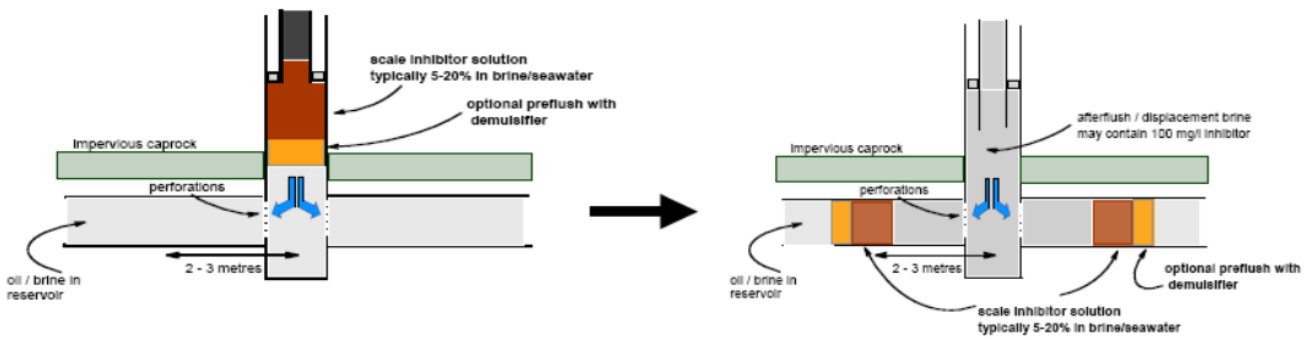 scale inhibitor solution
typically 5-20% in brine/seawater
optional preflush with
demulsifier
Impervious caprock
perforations
2 - 3 metres
oil / brine in
reservoir
afterflush / displacement brine
may contain 100 mg/l inhibitor
Impervious caprock
perforations
2 - 3 metres
oil / brine in
reservoir
optional preflush with
demulsifier
scale inhibitor solution
typically 5-20% in brine/seawater